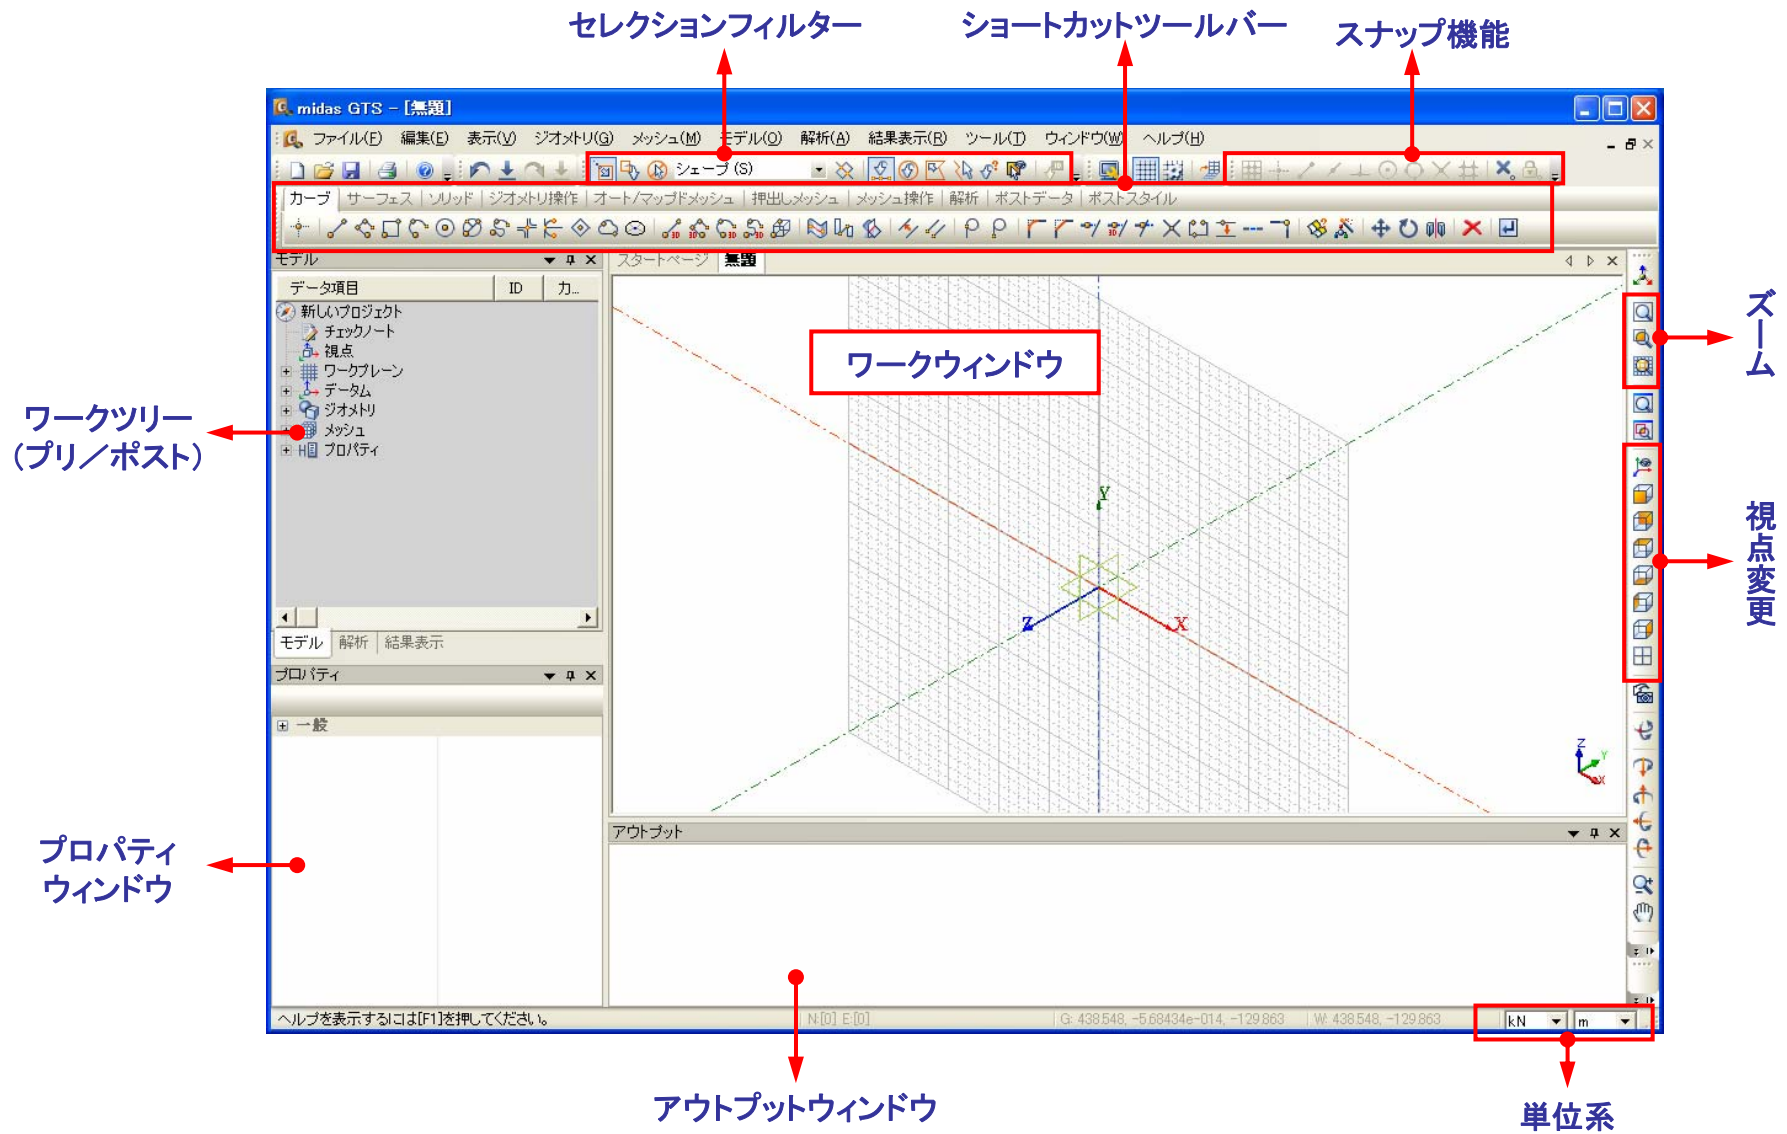 セレクションフィルター
ショートカットツールバー
スナップ機能
midas GTS - [無題]
ファイル(F) 編集(E) 表示(V) ジオメトリ(G) メッシュ(M) モデル(O) 解析(A) 結果表示(R) ツール(T) ウィンドウ(W) ヘルプ(H)
シェープ (S)
カーブ サーフェス ソリッド ジオメトリ操作 オート/マップドメッシュ 押出しメッシュ メッシュ操作 解析 ポストデータ ポストスタイル
モデル
スタートページ 無題
データ項目 ID カ...
新しいプロジェクト
チェックノート
視点
ワークプレーン
データム
ジオメトリ
メッシュ
プロパティ
ワークウィンドウ
ズーム
ワークツリー
(プリ／ポスト)
視点変更
Y
Z
X
モデル 解析 結果表示
プロパティ
一般
Z
Y
X
アウトプット
プロパティ
ウィンドウ
ヘルプを表示するには[F1]を押してください。
N:[0] E:[0]
G: 438.548, -5.68434e-014, -129.863
W: 438.548, -129.863
kN
m
アウトプットウィンドウ
単位系